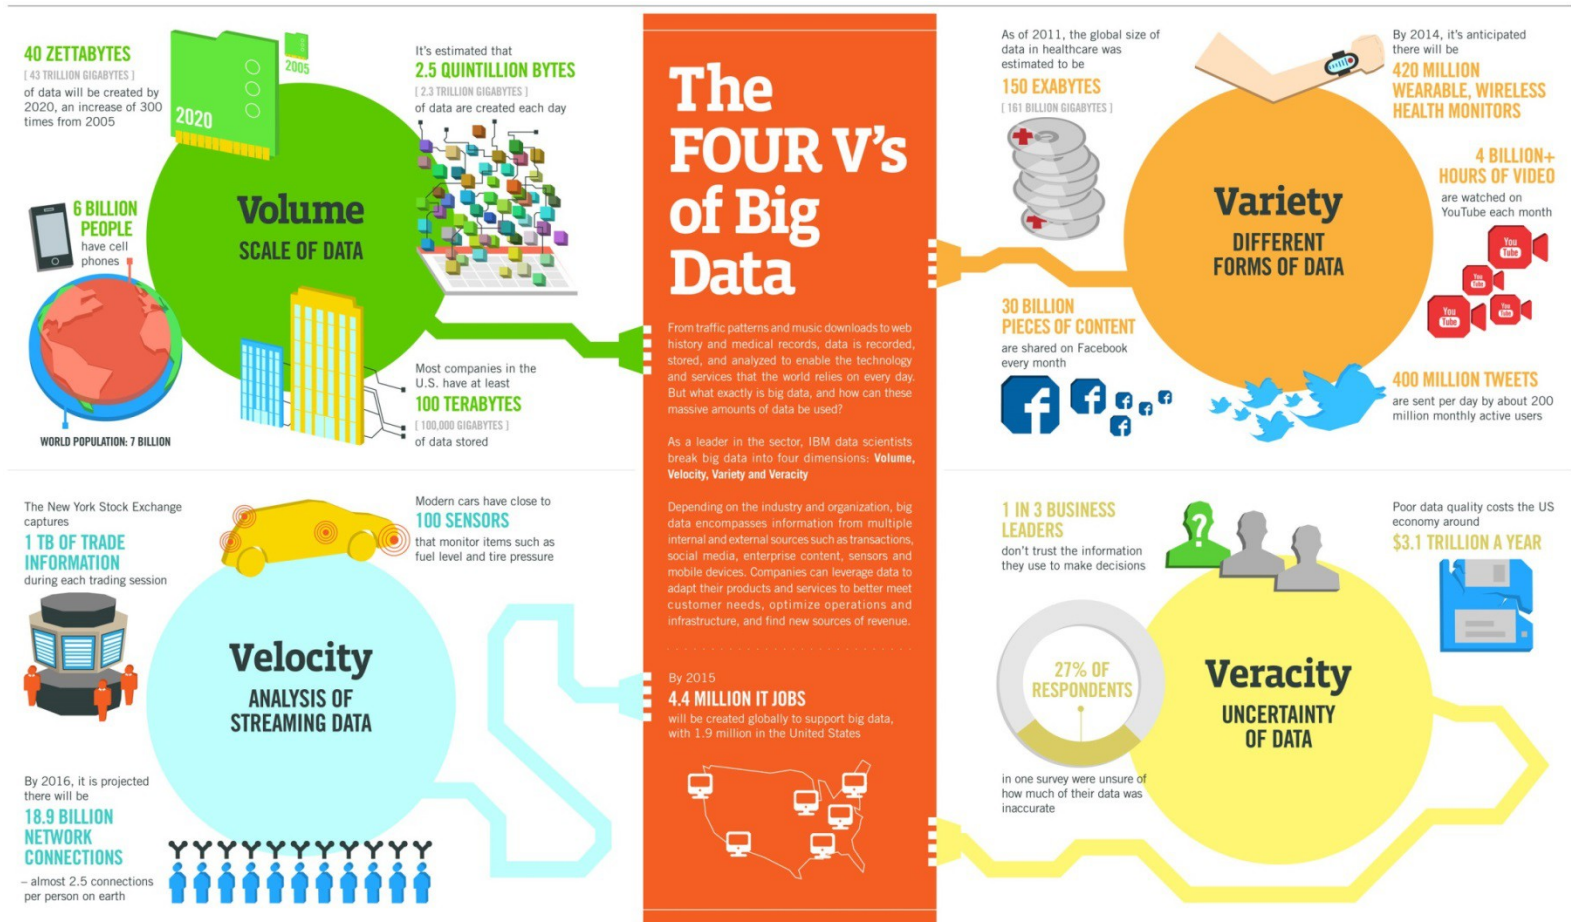 40 ZETTABYTES
[ 43 TRILLION GIGABYTES ]
of data will be created by
2020, an increase of 300
times from 2005
2020
2005
It's estimated that
2.5 QUINTILLION BYTES
[ 2.3 TRILLION GIGABYTES ]
of data are created each day
6 BILLION
PEOPLE
have cell
phones
WORLD POPULATION: 7 BILLION
Volume
SCALE OF DATA
Most companies in the
U.S. have at least
100 TERABYTES
[ 100,000 GIGABYTES ]
of data stored
The New York Stock Exchange
captures
1 TB OF TRADE
INFORMATION
during each trading session
Modern cars have close to
100 SENSORS
that monitor items such as
fuel level and tire pressure
Velocity
ANALYSIS OF
STREAMING DATA
By 2016, it is projected
there will be
18.9 BILLION
NETWORK
CONNECTIONS
– almost 2.5 connections
per person on earth
The
FOUR V's
of Big
Data
From traffic patterns and music downloads to web
history and medical records, data is recorded,
stored, and analyzed to enable the technology
and services that the world relies on every day.
But what exactly is big data, and how can these
massive amounts of data be used?
As a leader in the sector, IBM data scientists
break big data into four dimensions: Volume,
Velocity, Variety and Veracity
Depending on the industry and organization, big
data encompasses information from multiple
internal and external sources such as transactions,
social media, enterprise content, sensors and
mobile devices. Companies can leverage data to
adapt their products and services to better meet
customer needs, optimize operations and
infrastructure, and find new sources of revenue.
By 2015
4.4 MILLION IT JOBS
will be created globally to support big data,
with 1.9 million in the United States
As of 2011, the global size of
data in healthcare was
estimated to be
150 EXABYTES
[ 161 BILLION GIGABYTES ]
By 2014, it's anticipated
there will be
420 MILLION
WEARABLE, WIRELESS
HEALTH MONITORS
Variety
DIFFERENT
FORMS OF DATA
4 BILLION+
HOURS OF VIDEO
are watched on
YouTube each month
You
Tube
You
Tube
You
Tube
You
Tube
30 BILLION
PIECES OF CONTENT
are shared on Facebook
every month
f
f
f
f
f
f
400 MILLION TWEETS
are sent per day by about 200
million monthly active users
1 IN 3 BUSINESS
LEADERS
don't trust the information
they use to make decisions
?
Poor data quality costs the US
economy around
$3.1 TRILLION A YEAR
27% OF
RESPONDENTS
in one survey were unsure of
how much of their data was
inaccurate
Veracity
UNCERTAINTY
OF DATA